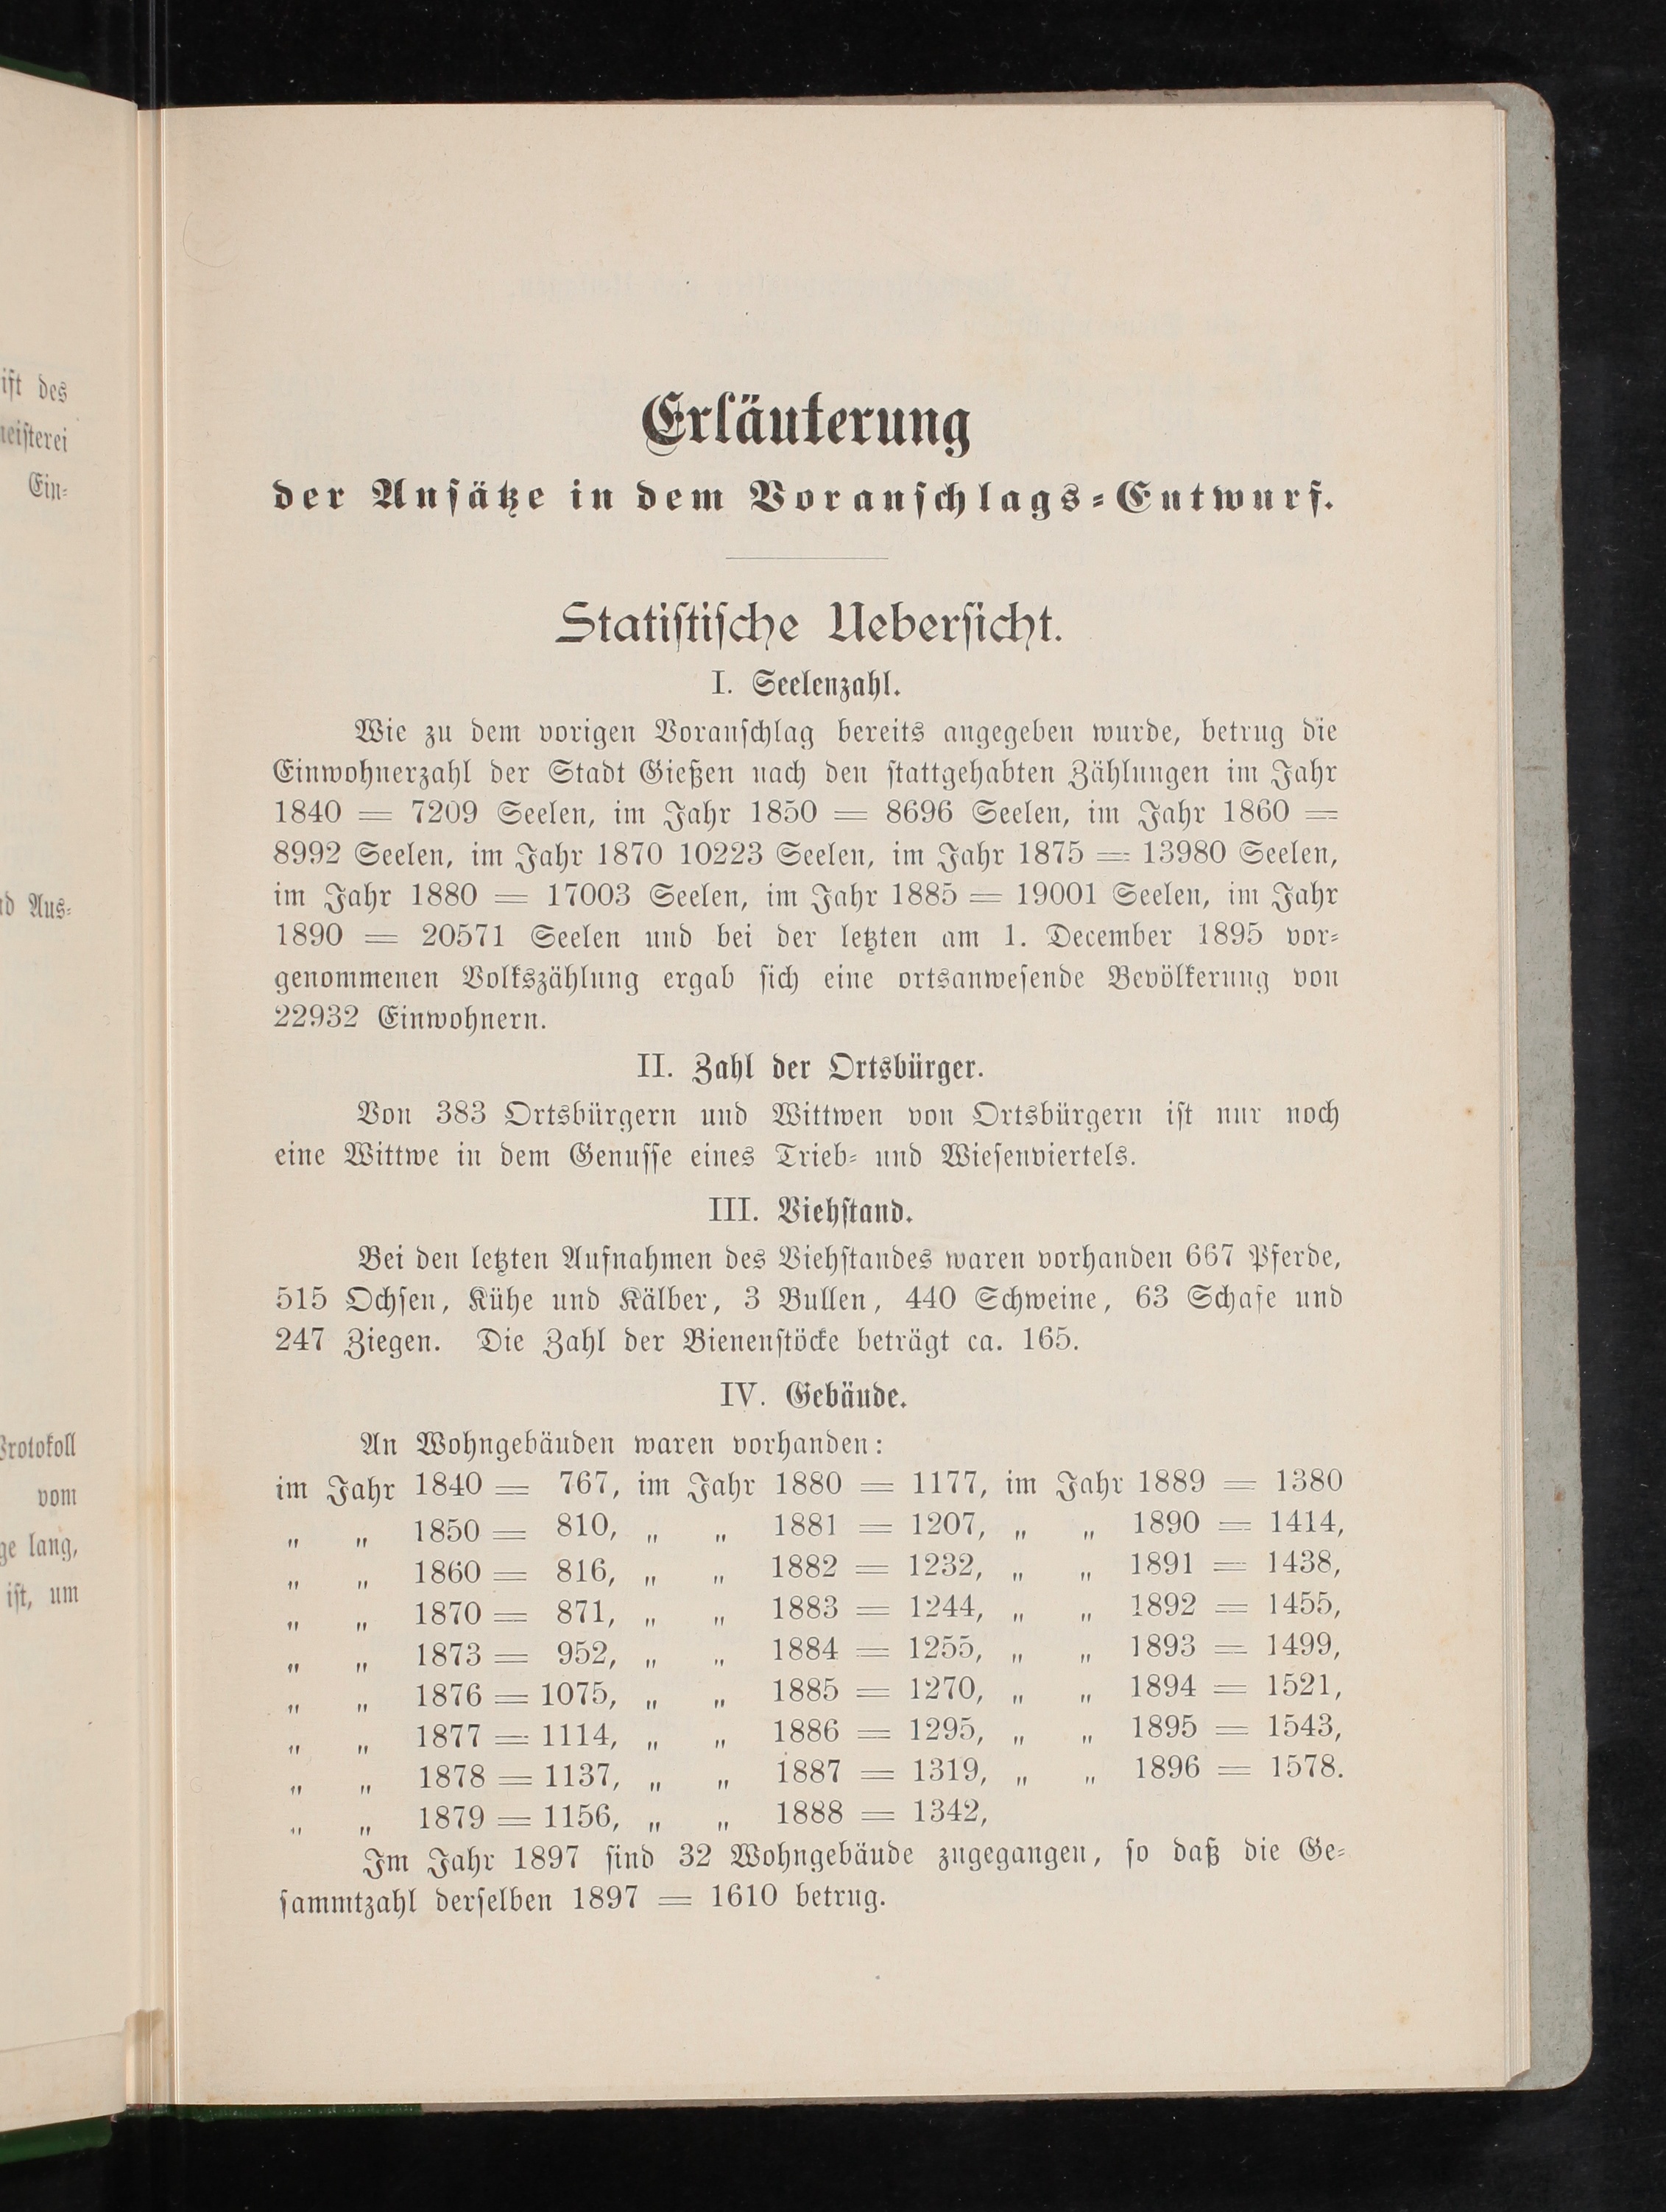 ist des
Ein-
Aus-
vom
lang,
ist, um
Erläuterung
der Ansätze in dem Voranschlags-Entwurf.
Statistische Uebersicht.
I. Seelenzahl.
Wie zu dem vorigen Voranschlag bereits angegeben wurde, betrug die
Einwohnerzahl der Stadt Gießen nach den stattgehabten Zählungen im Jahr
1840 = 7209 Seelen, im Jahr 1850 = 8696 Seelen, im Jahr 1860 =
8992 Seelen, im Jahr 1870 10223 Seelen, im Jahr 1875 = 13980 Seelen,
im Jahr 1880 = 17003 Seelen, im Jahr 1885 = 19001 Seelen, im Jahr
1890 = 20571 Seelen und bei der letzten am 1. December 1895 vor-
genommenen Volkszählung ergab sich eine ortsanwesende Bevölkerung von
22932 Einwohnern.
II. Zahl der Ortsbürger.
Von 383 Ortsbürgern und Wittwen von Ortsbürgern ist nur noch
eine Wittwe in dem Genusse eines Trieb- und Wiesenviertels.
III. Viehstand.
Bei den letzten Aufnahmen des Viehstandes waren vorhanden 667 Pferde,
515 Ochsen, Kühe und Kälber, 3 Bullen, 440 Schweine, 63 Schafe und
247 Ziegen. Die Zahl der Bienenstöcke beträgt ca. 165.
IV. Gebäude.
An Wohngebäuden waren vorhanden:
im Jahr 1840 = 767, im Jahr 1880 = 1177, im Jahr 1889 = 1380
„ „ 1850 = 810, „ „ 1881 = 1207, „ „ 1890 = 1414,
„ „ 1860 = 816, „ „ 1882 = 1232, „ „ 1891 = 1438,
„ „ 1870 = 871, „ „ 1883 = 1244, „ „ 1892 = 1455,
„ „ 1873 = 952, „ „ 1884 = 1255, „ „ 1893 = 1499,
„ „ 1876 = 1075, „ „ 1885 = 1270, „ „ 1894 = 1521,
„ „ 1877 = 1114, „ „ 1886 = 1295, „ „ 1895 = 1543,
„ „ 1878 = 1137, „ „ 1887 = 1319, „ „ 1896 = 1578.
„ „ 1879 = 1156, „ „ 1888 = 1342,
Im Jahr 1897 sind 32 Wohngebäude zugegangen, so daß die Ge-
sammtzahl derselben 1897 = 1610 betrug.